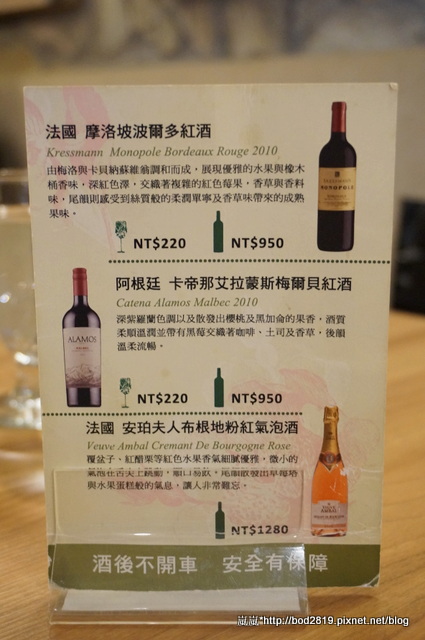 法國 摩洛坡波爾多紅酒
Kressmann Monopole Bordeaux Rouge 2010
由梅洛與卡貝納蘇維翁調和而成，展現優雅的水果與橡木
桶香味，深紅色澤，交織著複雜的紅色莓果，香草與香料
味，尾韻則感受到絲質般的柔潤單寧及香草味帶來的成熟
果味。
NT$220
NT$950
MONOPOLE
阿根廷 卡帝那艾拉蒙斯梅爾貝紅酒
Catena Alamos Malbec 2010
深紫羅蘭色調以及散發出櫻桃及黑加侖的果香，酒質
柔順溫潤並帶有黑莓交織著咖啡、土司及香草，後韻
溫柔流暢。
ALAMOS
NT$220
NT$950
法國 安珀夫人布根地粉紅氣泡酒
Veuve Ambal Cremant De Bourgogne Rose
覆盆子、紅醋栗等紅色水果香氣細膩優雅，微小的
氣泡在舌尖上跳動，順口易飲，尾韻散發出草莓塔
與水果蛋糕般的氣息，讓人非常難忘。
NT$1280
酒後不開車 安全有保障
嵐嵐*http://bod2819.pixnet.net/blog